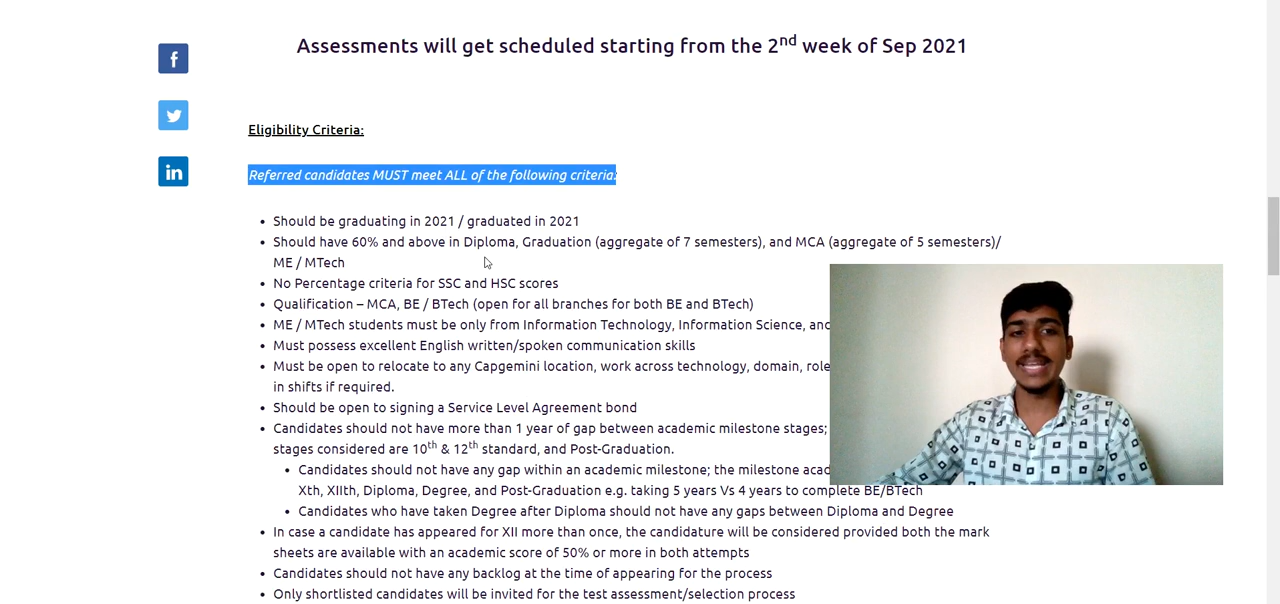 Assessments will get scheduled starting from the 2nd week of Sep 2021
f
Eligibility Criteria:
in
Referred candidates MUST meet ALL of the following criteria:
• Should be graduating in 2021 / graduated in 2021
• Should have 60% and above in Diploma, Graduation (aggregate of 7 semesters), and MCA (aggregate of 5 semesters)/
ME / MTech
• No Percentage criteria for SSC and HSC scores
• Qualification – MCA, BE / BTech (open for all branches for both BE and BTech)
• ME / MTech students must be only from Information Technology, Information Science, and
• Must possess excellent English written/spoken communication skills
• Must be open to relocate to any Capgemini location, work across technology, domain, role
in shifts if required.
• Should be open to signing a Service Level Agreement bond
• Candidates should not have more than 1 year of gap between academic milestone stages;
stages considered are 10th & 12th standard, and Post-Graduation.
• Candidates should not have any gap within an academic milestone; the milestone
Xth, XIIth, Diploma, Degree, and Post-Graduation e.g. taking 5 years Vs 4 years to complete BE/BTech
• Candidates who have taken Degree after Diploma should not have any gaps between Diploma and Degree
• In case a candidate has appeared for XII more than once, the candidature will be considered provided both the mark
sheets are available with an academic score of 50% or more in both attempts
• Candidates should not have any backlog at the time of appearing for the process
• Only shortlisted candidates will be invited for the test assessment/selection process